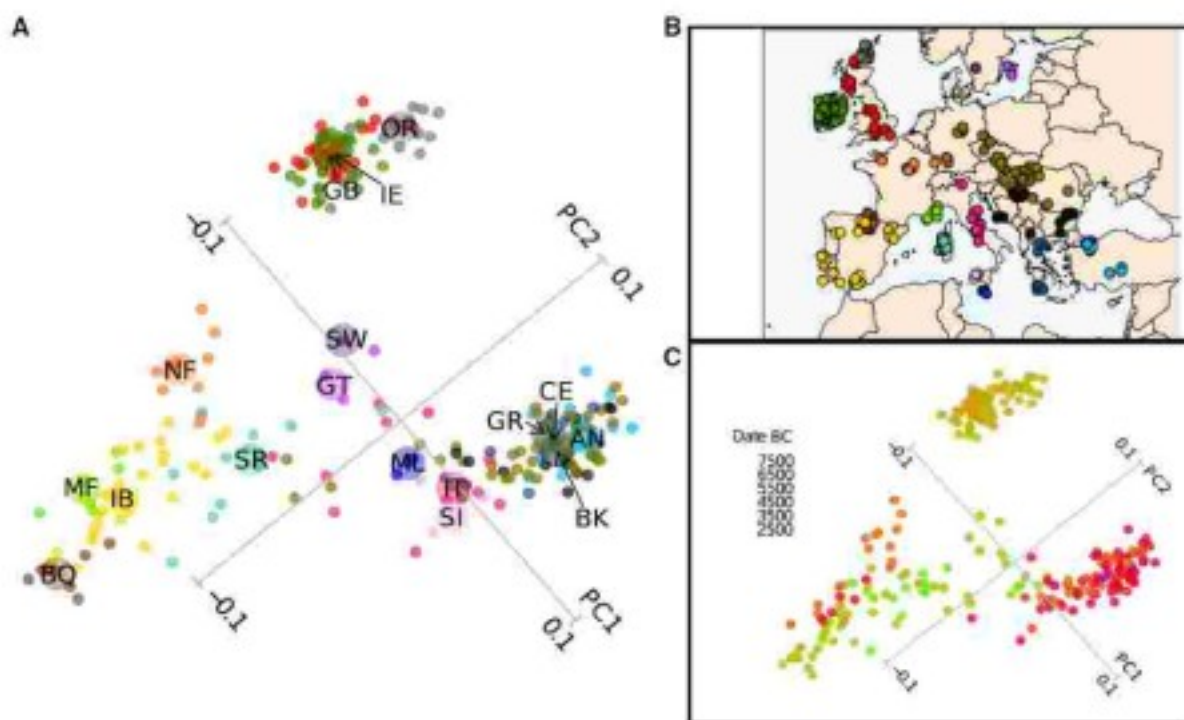 A
OR
GB
IE
−0.1
PC2
0.1
SW
NF
GT
CE
GR
AN
SR
ML
IT
MF
IB
SI
BK
BQ
−0.1
PC1
0.1
B
C
Date BC
7500
6500
5500
4500
3500
2500
−0.1
0.1
PC2
−0.1
PC1
0.1